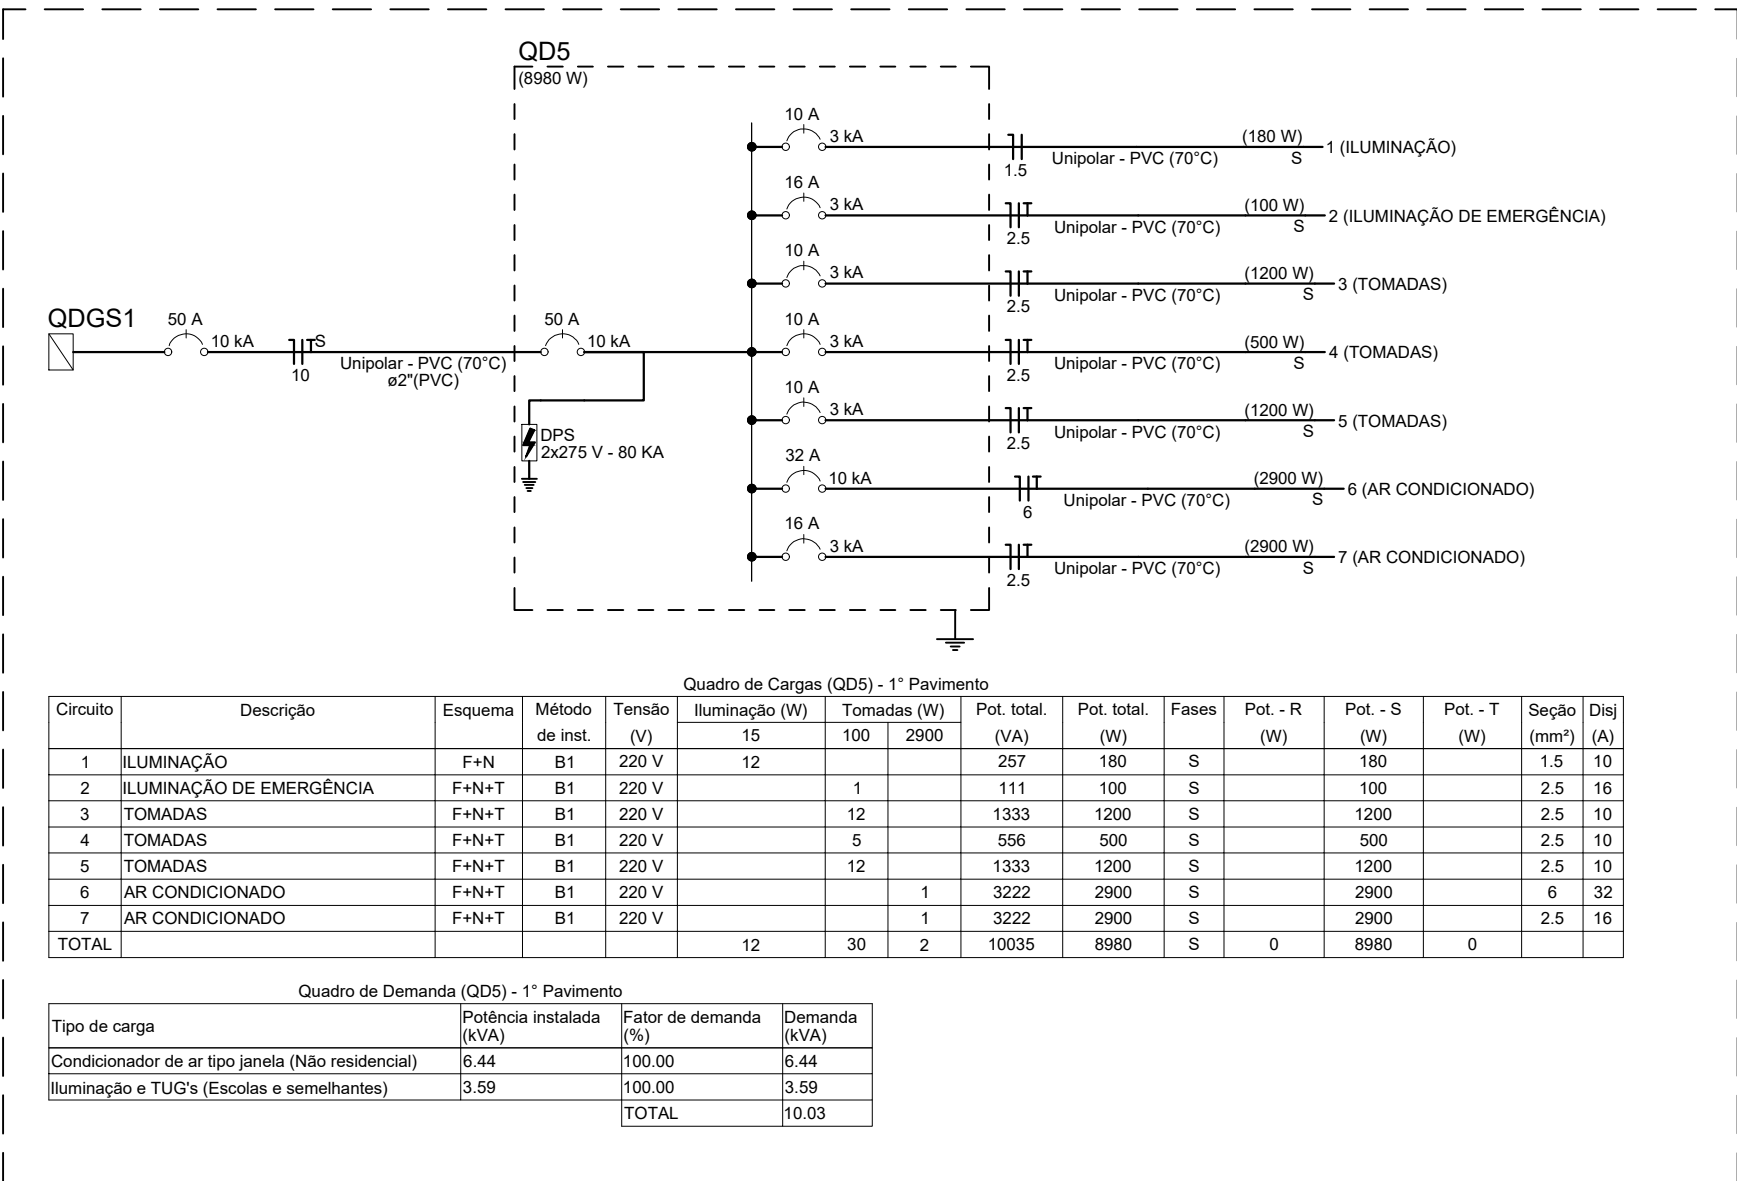 QD5
(8980 W)
10 A
3 kA
1.5
Unipolar - PVC (70°C)
(180 W)
S
1 (ILUMINAÇÃO)
16 A
3 kA
2.5
Unipolar - PVC (70°C)
(100 W)
S
2 (ILUMINAÇÃO DE EMERGÊNCIA)
10 A
3 kA
2.5
Unipolar - PVC (70°C)
(1200 W)
S
3 (TOMADAS)
QDGS1
50 A
10 kA
S
10
Unipolar - PVC (70°C)
ø2"(PVC)
50 A
10 kA
10 A
3 kA
2.5
Unipolar - PVC (70°C)
(500 W)
S
4 (TOMADAS)
10 A
3 kA
2.5
Unipolar - PVC (70°C)
(1200 W)
S
5 (TOMADAS)
DPS
2x275 V - 80 KA
32 A
10 kA
6
Unipolar - PVC (70°C)
(2900 W)
S
6 (AR CONDICIONADO)
16 A
3 kA
2.5
Unipolar - PVC (70°C)
(2900 W)
S
7 (AR CONDICIONADO)
Quadro de Cargas (QD5) - 1° Pavimento
Circuito Descrição Esquema Método Tensão Iluminação (W) Tomadas (W) Pot. total. Pot. total. Fases Pot. - R Pot. - S Pot. - T Seção Disj
de inst. (V) 15 100 2900 (VA) (W) (W) (W) (W) (mm²) (A)
1 ILUMINAÇÃO F+N B1 220 V 12 257 180 S 180 1.5 10
2 ILUMINAÇÃO DE EMERGÊNCIA F+N+T B1 220 V 1 111 100 S 100 2.5 16
3 TOMADAS F+N+T B1 220 V 12 1333 1200 S 1200 2.5 10
4 TOMADAS F+N+T B1 220 V 5 556 500 S 500 2.5 10
5 TOMADAS F+N+T B1 220 V 12 1333 1200 S 1200 2.5 10
6 AR CONDICIONADO F+N+T B1 220 V 1 3222 2900 S 2900 6 32
7 AR CONDICIONADO F+N+T B1 220 V 1 3222 2900 S 2900 2.5 16
TOTAL 12 30 2 10035 8980 S 0 8980 0
Quadro de Demanda (QD5) - 1° Pavimento
Tipo de carga Potência instalada Fator de demanda Demanda
(kVA) (%) (kVA)
Condicionador de ar tipo janela (Não residencial) 6.44 100.00 6.44
Iluminação e TUG's (Escolas e semelhantes) 3.59 100.00 3.59
TOTAL 10.03